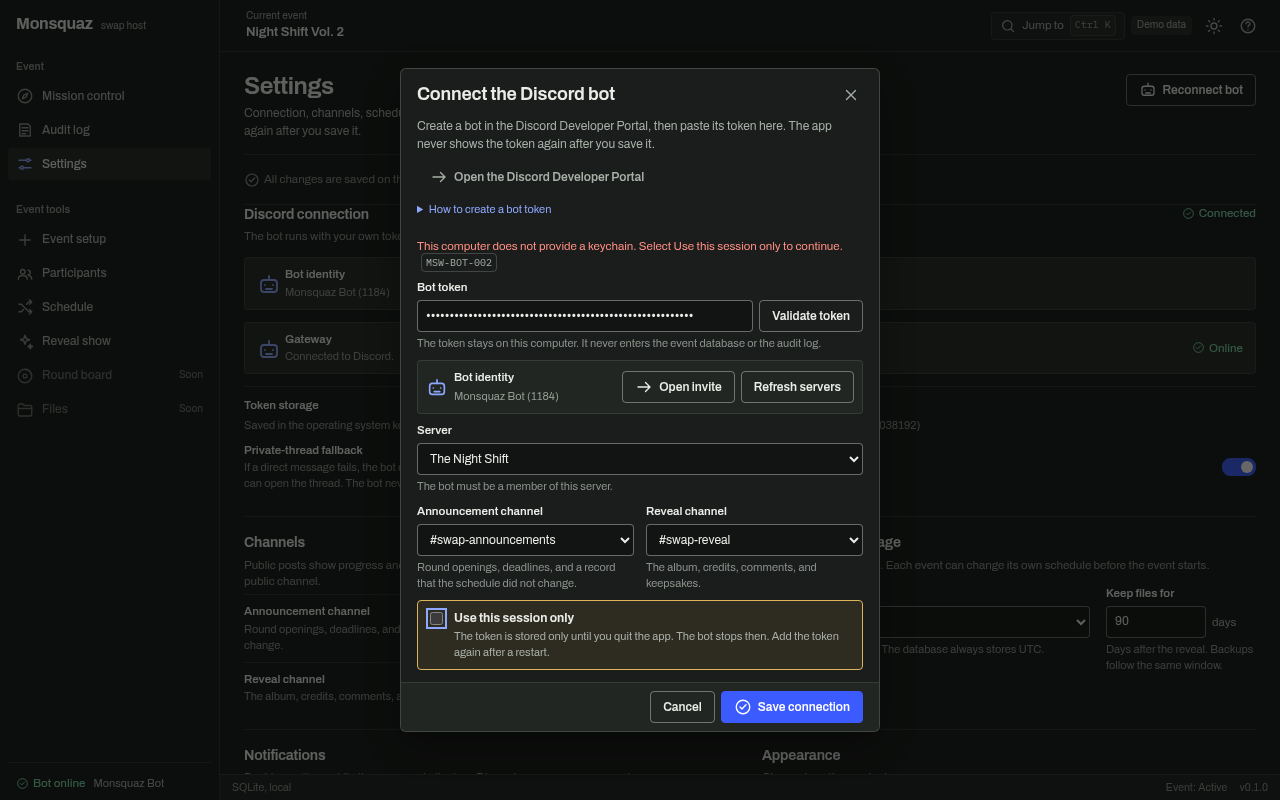 Monsquaz swap host
Event
Mission control
Audit log
Settings
Event tools
Event setup
Participants
Schedule
Reveal show
Round board Soon
Files Soon
Bot online Monsquaz Bot
Current event
Night Shift Vol. 2
Jump to Ctrl K
Demo data
Settings
Connection, channels, sched
again after you save it.
Reconnect bot
All changes are saved on th
Discord connection
Connected
The bot runs with your own toke
Bot identity
Monsquaz Bot (1184)
Gateway
Connected to Discord.
Online
Token storage
Saved in the operating system ke
038192)
Private-thread fallback
If a direct message fails, the bot
can open the thread. The bot nev
Channels
Public posts show progress an
public channel.
Announcement channel
Round openings, deadlines, and
change.
Reveal channel
The album, credits, comments, a
age
. Each event can change its own schedule before the event starts.
Keep files for
90 days
The database always stores UTC.
Days after the reveal. Backups
follow the same window.
Notifications
Appearance
SQLite, local
Event: Active v0.1.0
Connect the Discord bot
Create a bot in the Discord Developer Portal, then paste its token here. The app
never shows the token again after you save it.
Open the Discord Developer Portal
How to create a bot token
This computer does not provide a keychain. Select Use this session only to continue.
MSW-BOT-002
Bot token
Validate token
The token stays on this computer. It never enters the event database or the audit log.
Bot identity
Monsquaz Bot (1184)
Open invite
Refresh servers
Server
The Night Shift
The bot must be a member of this server.
Announcement channel
#swap-announcements
Round openings, deadlines, and a record
that the schedule did not change.
Reveal channel
#swap-reveal
The album, credits, comments, and
keepsakes.
Use this session only
The token is stored only until you quit the app. The bot stops then. Add the token
again after a restart.
Cancel
Save connection